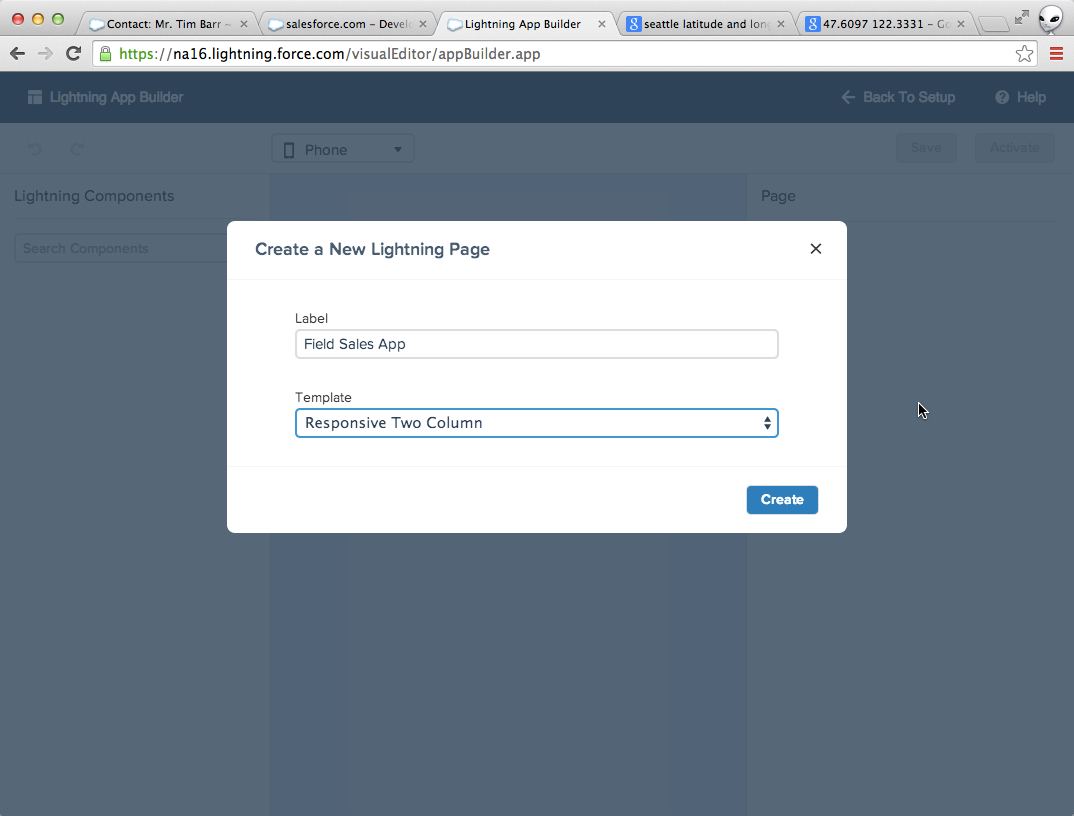 Contact: Mr. Tim Barr ~
salesforce.com – Develo
Lightning App Builder
seattle latitude and long
47.6097 122.3331 – Go
https://na16.lightning.force.com/visualEditor/appBuilder.app
Lightning App Builder
Back To Setup
Help
Phone
Save
Activate
Lightning Components
Page
Search Components
Create a New Lightning Page
Label
Field Sales App
Template
Responsive Two Column
Create